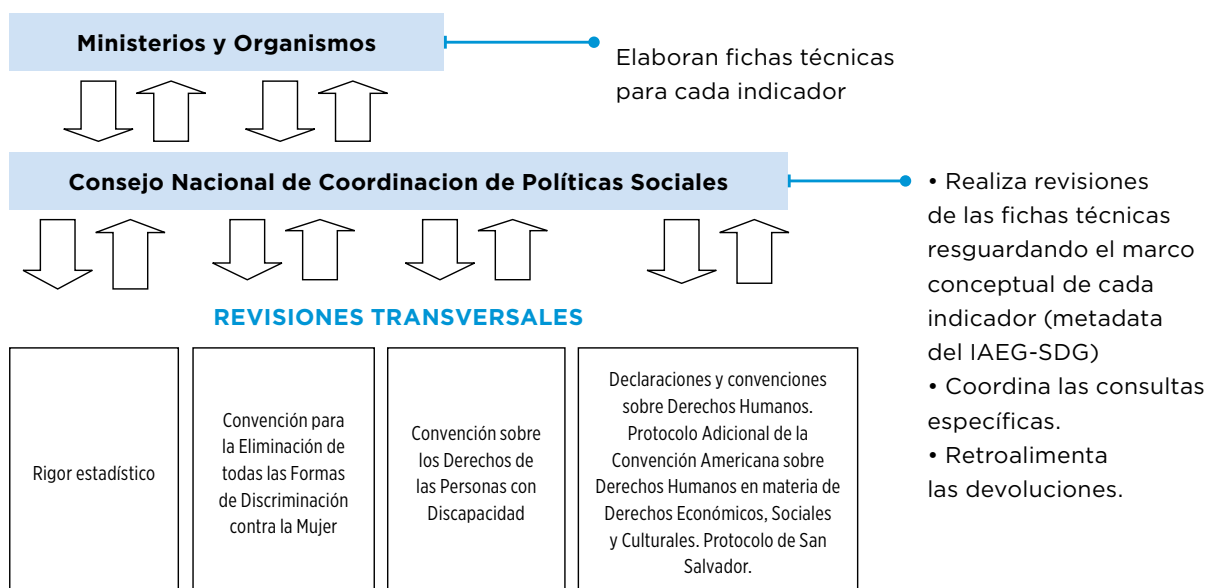 Ministerios y Organismos
Elaboran fichas técnicas
para cada indicador
Consejo Nacional de Coordinacion de Políticas Sociales
• Realiza revisiones
de las fichas técnicas
resguardando el marco
conceptual de cada
indicador (metadata
del IAEG-SDG)
• Coordina las consultas
específicas.
• Retroalimenta
las devoluciones.
REVISIONES TRANSVERSALES
Rigor estadístico
Convención para
la Eliminación de
todas las Formas
de Discriminación
contra la Mujer
Convención sobre
los Derechos de
las Personas con
Discapacidad
Declaraciones y convenciones
sobre Derechos Humanos.
Protocolo Adicional de la
Convención Americana sobre
Derechos Humanos en materia de
Derechos Económicos, Sociales
y Culturales. Protocolo de San
Salvador.